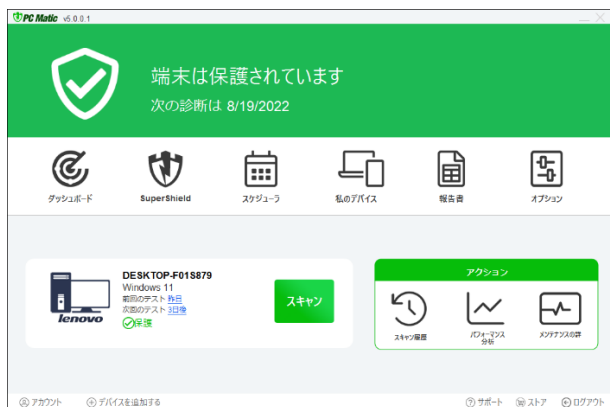 PC Matic v5.0.0.1
端末は保護されています
次の診断は 8/19/2022
ダッシュボード
SuperShield
スケジューラ
私のデバイス
報告書
オプション
DESKTOP-F01S879
Windows 11
前回のテスト 昨日
次回のテスト 3日後
保護
lenovo
スキャン
アクション
スキャン履歴
パフォーマンス
分析
メンテナンスの詳
アカウント
デバイスを追加する
サポート
ストア
ログアウト